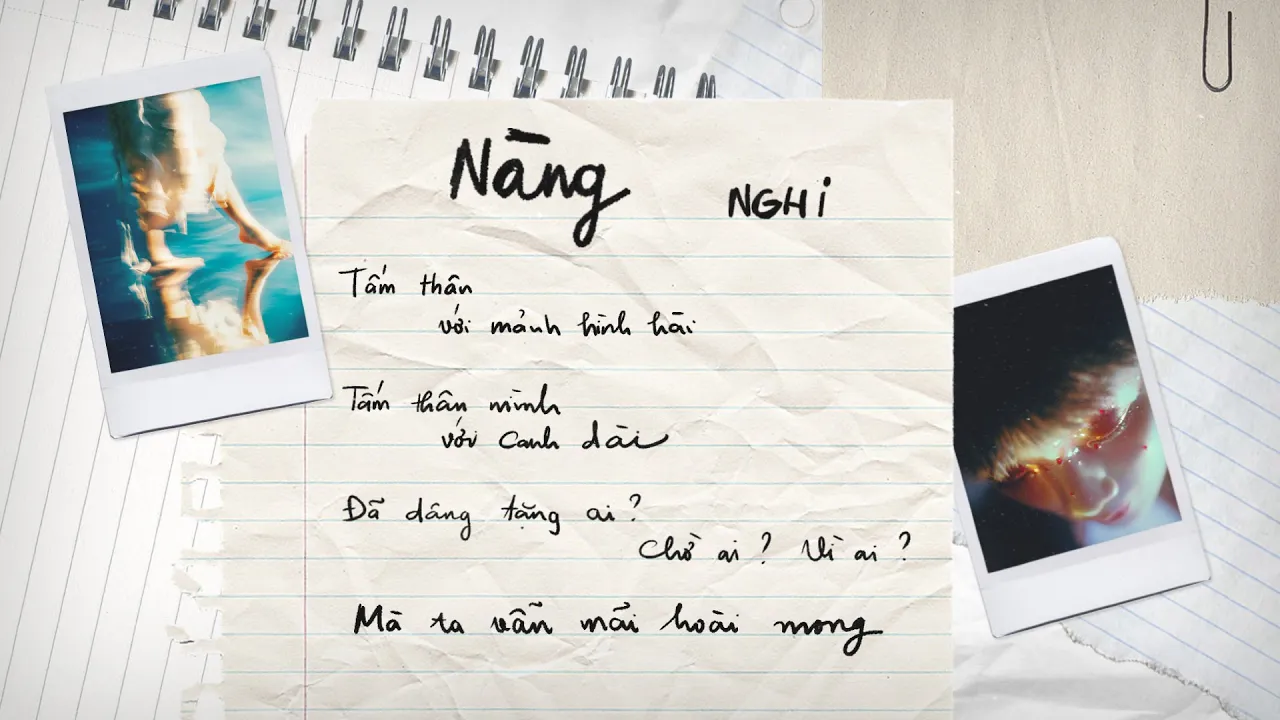 Nàng
NGHI
Tấm thân
với mảnh hình hài
Tấm thân mình
với canh dài
Đã dâng tặng ai?
Chờ ai? Vì ai?
Mà ta vẫn mãi hoài mong